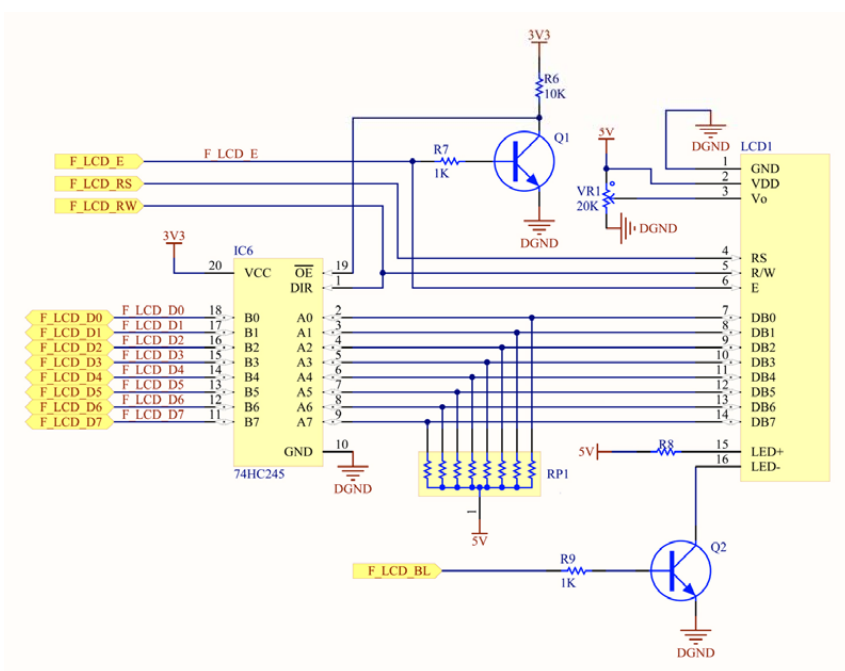 3V3
R6
10K
Q1
R7
1K
F_LCD_E
F_LCD_E
F_LCD_RS
F_LCD_RW
DGND
5V
VR1
20K
DGND
DGND
LCD1
1 GND
2 VDD
3 Vo
4 RS
5 R/W
6 E
7 DB0
8 DB1
9 DB2
10 DB3
11 DB4
12 DB5
13 DB6
14 DB7
15 LED+
16 LED-
3V3
IC6
20 VCC OE 19
DIR 1
F_LCD_D0 F_LCD_D0 18 B0 A0 2
F_LCD_D1 F_LCD_D1 17 B1 A1 3
F_LCD_D2 F_LCD_D2 16 B2 A2 4
F_LCD_D3 F_LCD_D3 15 B3 A3 5
F_LCD_D4 F_LCD_D4 14 B4 A4 6
F_LCD_D5 F_LCD_D5 13 B5 A5 7
F_LCD_D6 F_LCD_D6 12 B6 A6 8
F_LCD_D7 F_LCD_D7 11 B7 A7 9
GND 10
74HC245
DGND
RP1
1
5V
5V
R8
F_LCD_BL
R9
1K
Q2
DGND